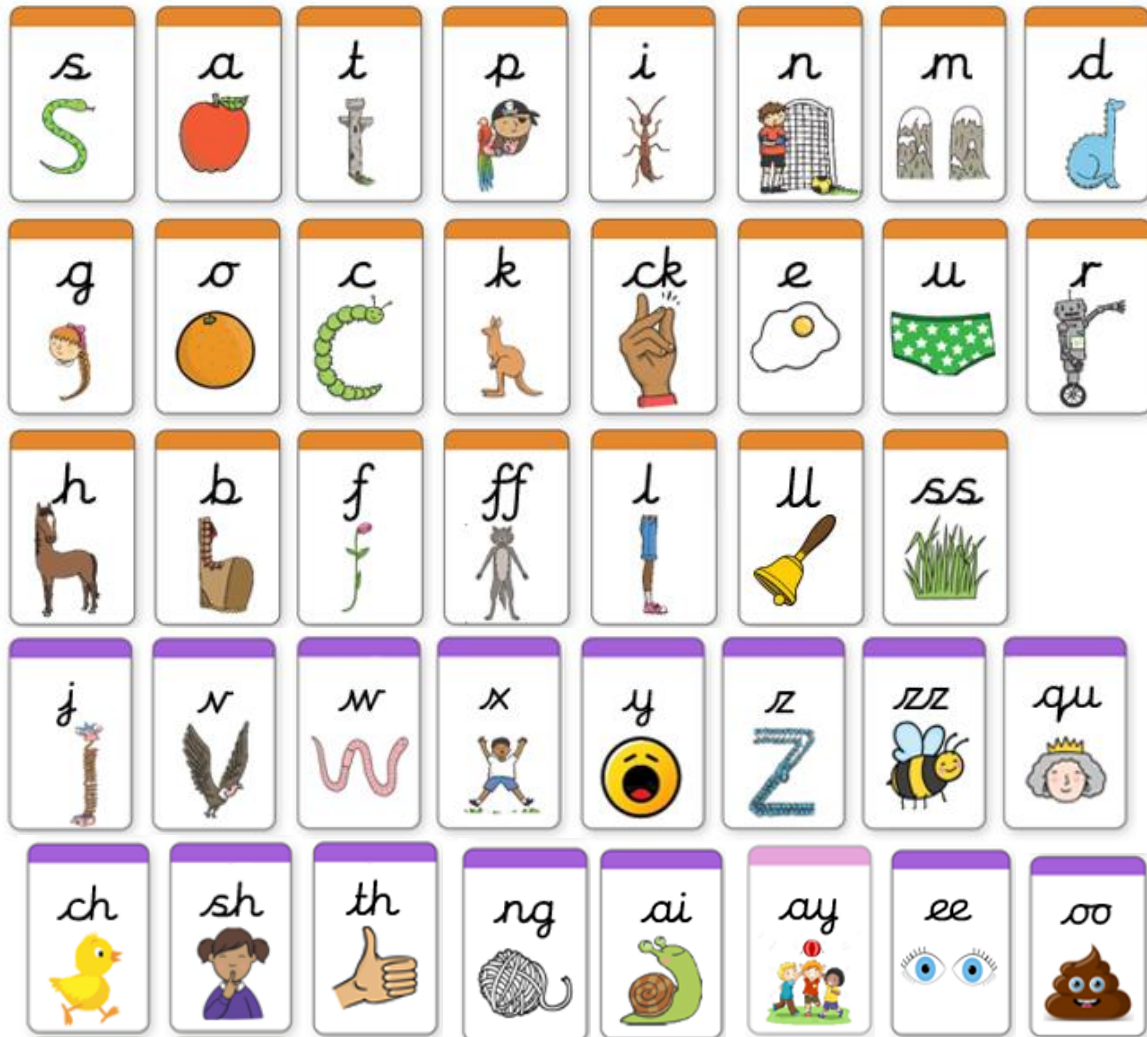 s a t p i n m d
g o c k ck e u r
h b f ff l ll ss
j v w x y z zz qu
ch sh th ng ai ay ee oo